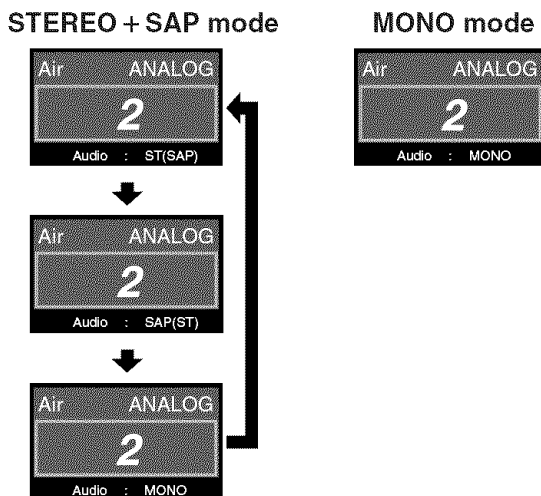 STEREO + SAP mode
Air ANALOG
2
Audio : ST(SAP)
Air ANALOG
2
Audio : SAP(ST)
Air ANALOG
2
Audio : MONO
MONO mode
Air ANALOG
2
Audio : MONO